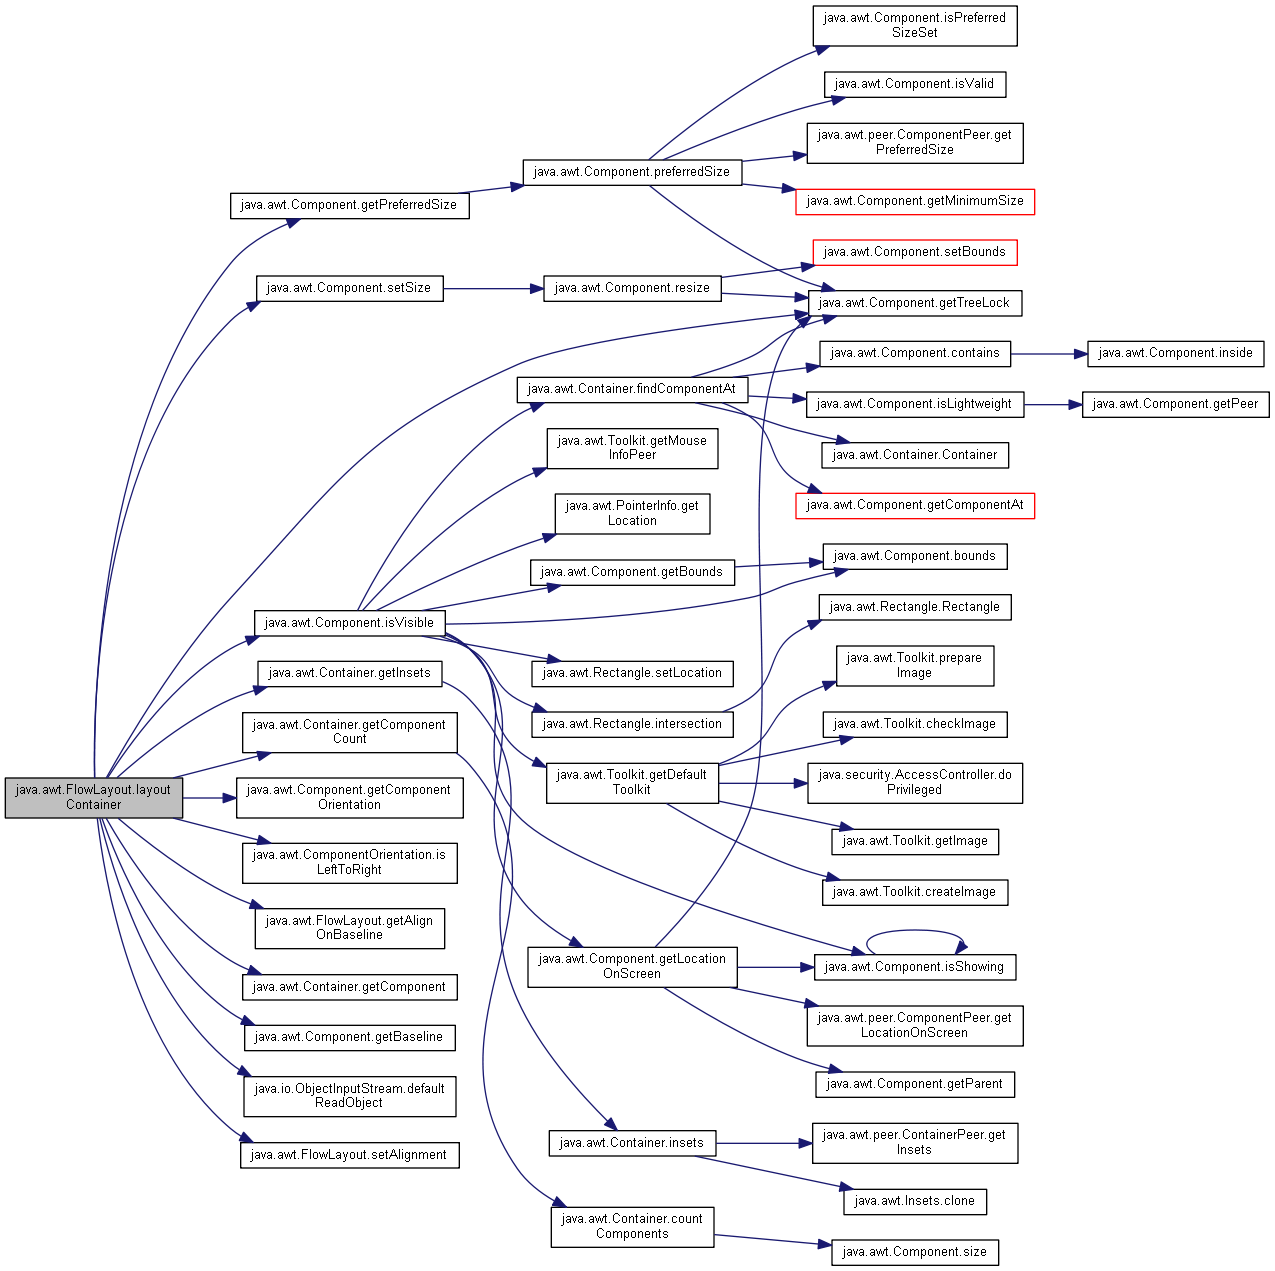 java.awt.Component.isPreferred
SizeSet
java.awt.Component.isValid
java.awt.peer.ComponentPeer.get
PreferredSize
java.awt.Component.preferredSize
java.awt.Component.getMinimumSize
java.awt.Component.getPreferredSize
java.awt.Component.setBounds
java.awt.Component.setSize
java.awt.Component.resize
java.awt.Component.getTreeLock
java.awt.Component.contains
java.awt.Component.inside
java.awt.Container.findComponentAt
java.awt.Component.isLightweight
java.awt.Component.getPeer
java.awt.Toolkit.getMouse
InfoPeer
java.awt.Container.Container
java.awt.PointerInfo.get
Location
java.awt.Component.getComponentAt
java.awt.Component.getBounds
java.awt.Component.bounds
java.awt.Component.isVisible
java.awt.Rectangle.Rectangle
java.awt.Container.getInsets
java.awt.Rectangle.setLocation
java.awt.Toolkit.prepare
Image
java.awt.Container.getComponent
Count
java.awt.Rectangle.intersection
java.awt.Toolkit.checkImage
java.awt.FlowLayout.layout
Container
java.awt.Component.getComponent
Orientation
java.awt.Toolkit.getDefault
Toolkit
java.security.AccessController.do
Privileged
java.awt.ComponentOrientation.is
LeftToRight
java.awt.Toolkit.getImage
java.awt.Toolkit.createImage
java.awt.FlowLayout.getAlign
OnBaseline
java.awt.Container.getComponent
java.awt.Component.getLocation
OnScreen
java.awt.Component.isShowing
java.awt.Component.getBaseline
java.awt.peer.ComponentPeer.get
LocationOnScreen
java.io.ObjectInputStream.default
ReadObject
java.awt.Component.getParent
java.awt.FlowLayout.setAlignment
java.awt.Container.insets
java.awt.peer.ContainerPeer.get
Insets
java.awt.Insets.clone
java.awt.Container.count
Components
java.awt.Component.size